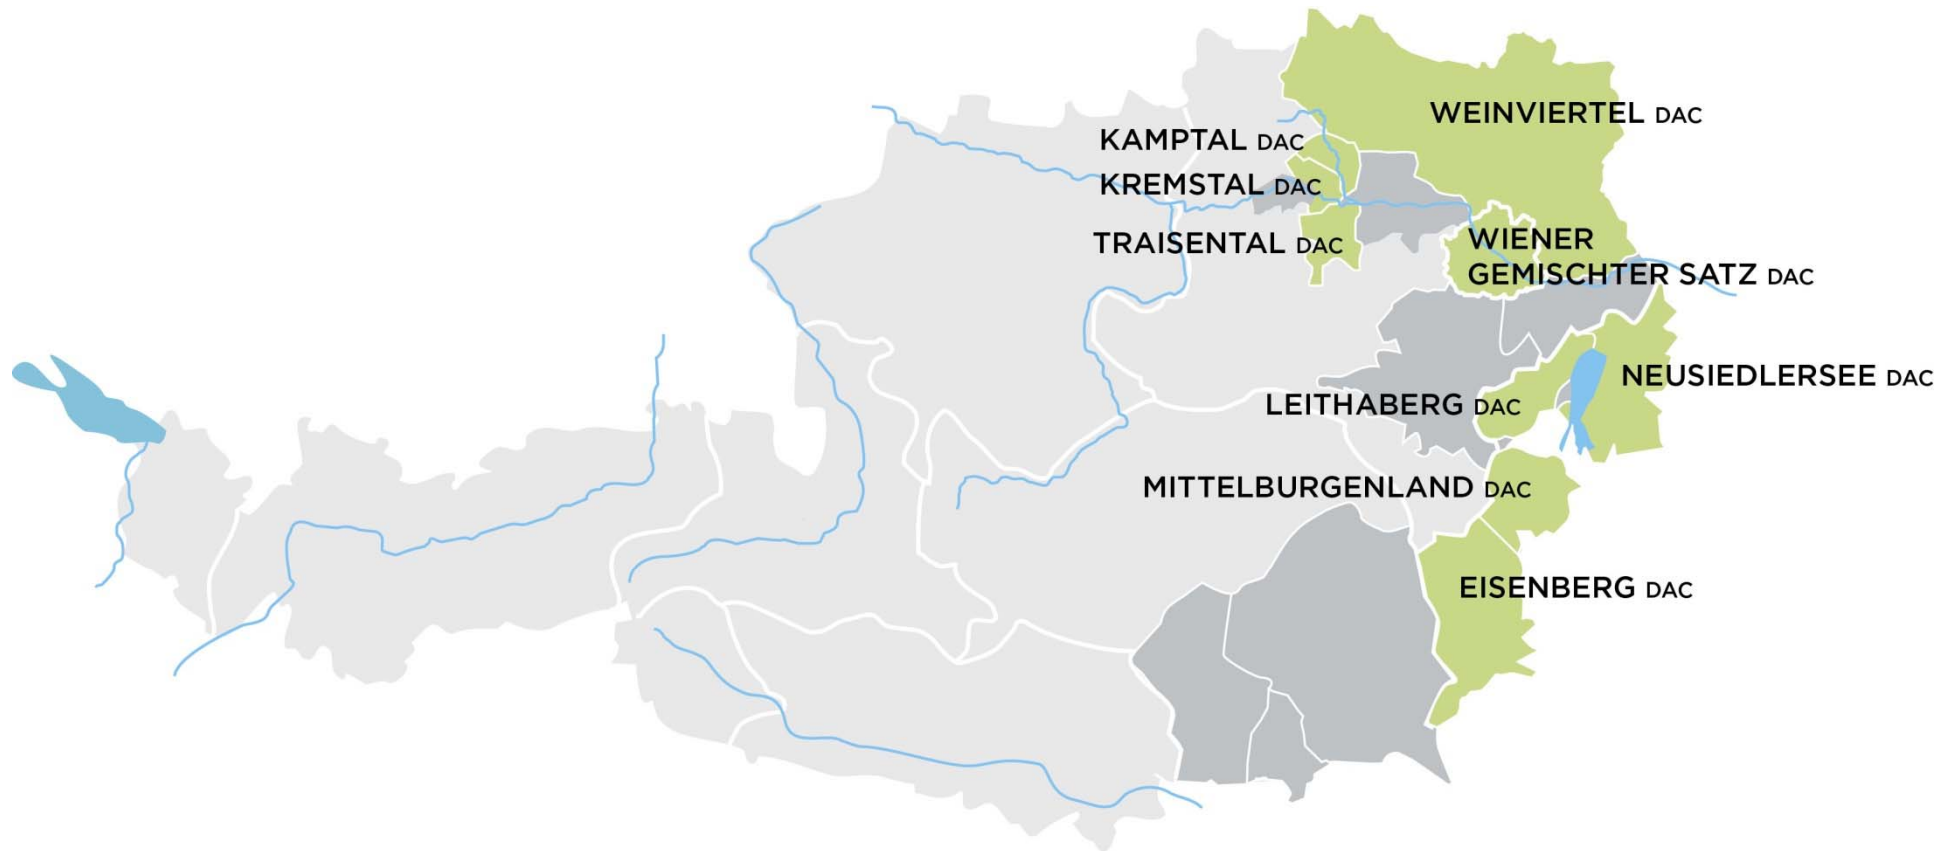 WEINVIERTEL DAC
KAMPTAL DAC
KREMSTAL DAC
TRAISENTAL DAC
WIENER
GEMISCHTER SATZ DAC
NEUSIEDLERSEE DAC
LEITHABERG DAC
MITTELBURGENLAND DAC
EISENBERG DAC